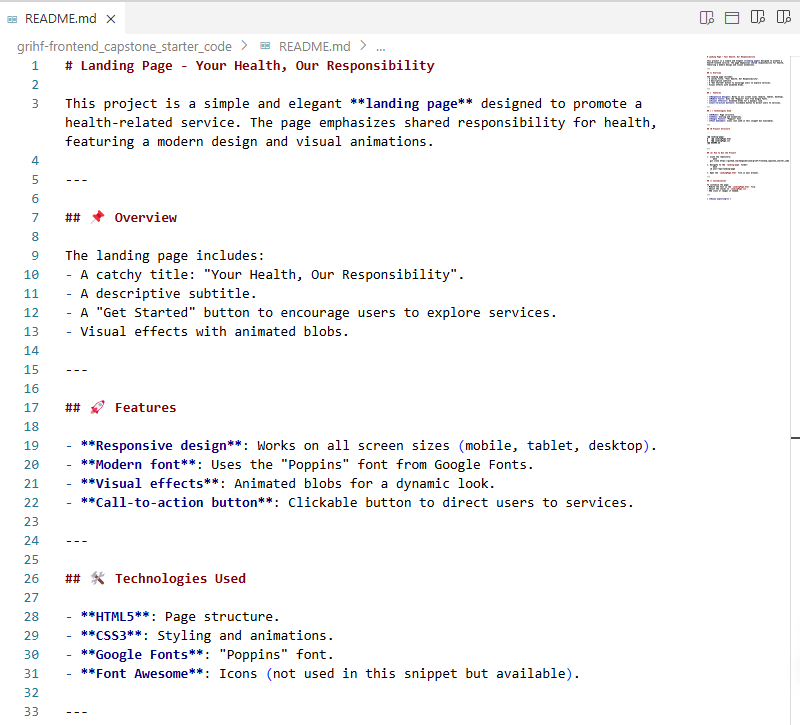 README.md
grihf-frontend_capstone_starter_code > README.md > ...
1 # Landing Page - Your Health, Our Responsibility
2
3 This project is a simple and elegant **landing page** designed to promote a
health-related service. The page emphasizes shared responsibility for health,
featuring a modern design and visual animations.
4
5 ---
6
7 ## 📌 Overview
8
9 The landing page includes:
10 - A catchy title: "Your Health, Our Responsibility".
11 - A descriptive subtitle.
12 - A "Get Started" button to encourage users to explore services.
13 - Visual effects with animated blobs.
14
15 ---
16
17 ## 🚀 Features
18
19 - **Responsive design**: Works on all screen sizes (mobile, tablet, desktop).
20 - **Modern font**: Uses the "Poppins" font from Google Fonts.
21 - **Visual effects**: Animated blobs for a dynamic look.
22 - **Call-to-action button**: Clickable button to direct users to services.
23
24 ---
25
26 ## 🛠️ Technologies Used
27
28 - **HTML5**: Page structure.
29 - **CSS3**: Styling and animations.
30 - **Google Fonts**: "Poppins" font.
31 - **Font Awesome**: Icons (not used in this snippet but available).
32
33 ---